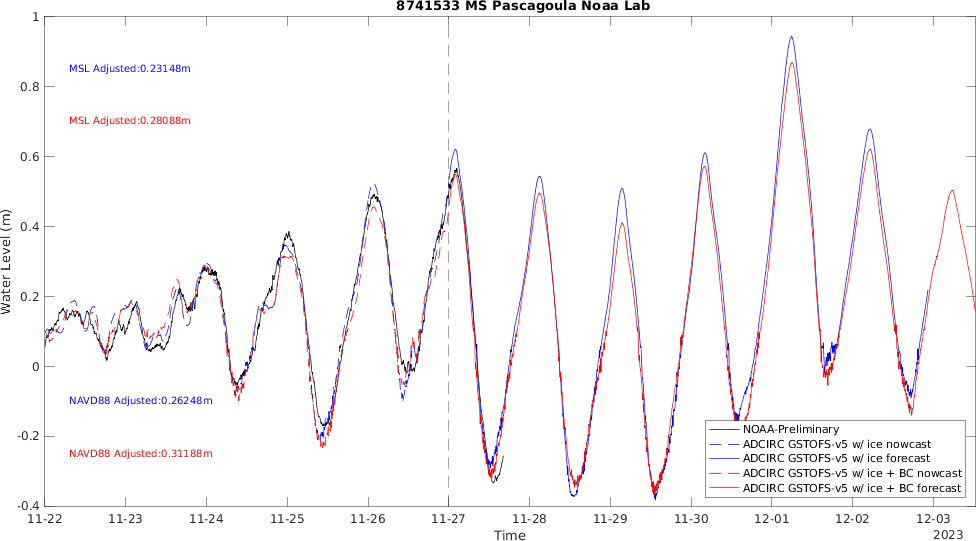 8741533 MS Pascagoula Noaa Lab
1
0.8
0.6
0.4
0.2
0
-0.2
-0.4
Water Level (m)
MSL Adjusted:0.23148m
MSL Adjusted:0.28088m
NAVD88 Adjusted:0.26248m
NAVD88 Adjusted:0.31188m
NOAA-Preliminary
ADCIRC GSTOFS-v5 w/ ice nowcast
ADCIRC GSTOFS-v5 w/ ice forecast
ADCIRC GSTOFS-v5 w/ ice + BC nowcast
ADCIRC GSTOFS-v5 w/ ice + BC forecast
11-22 11-23 11-24 11-25 11-26 11-27 11-28 11-29 11-30 12-01 12-02 12-03
Time
2023